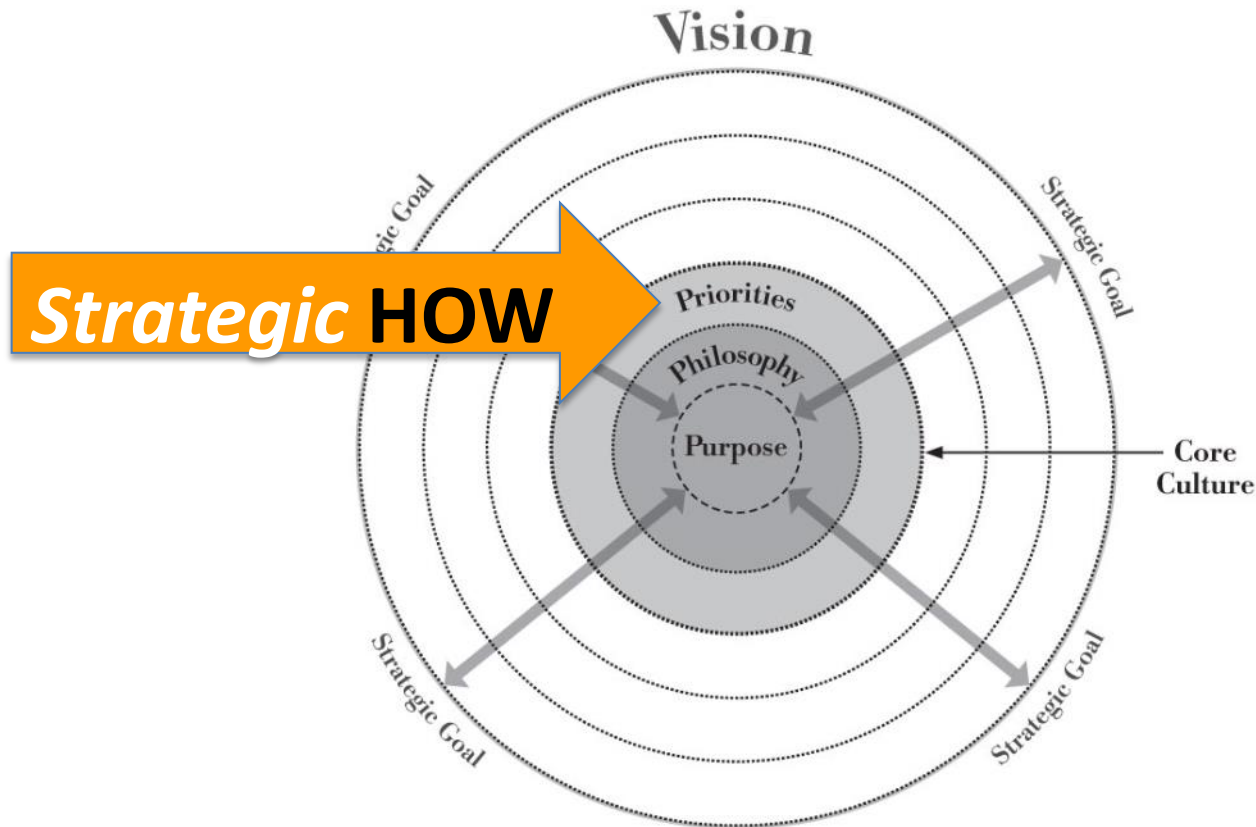 Vision
gic Goal
Strategic Goal
Strategic HOW
Priorities
Philosophy
Purpose
Core
Culture
Strategic Goal
Strategic Goal